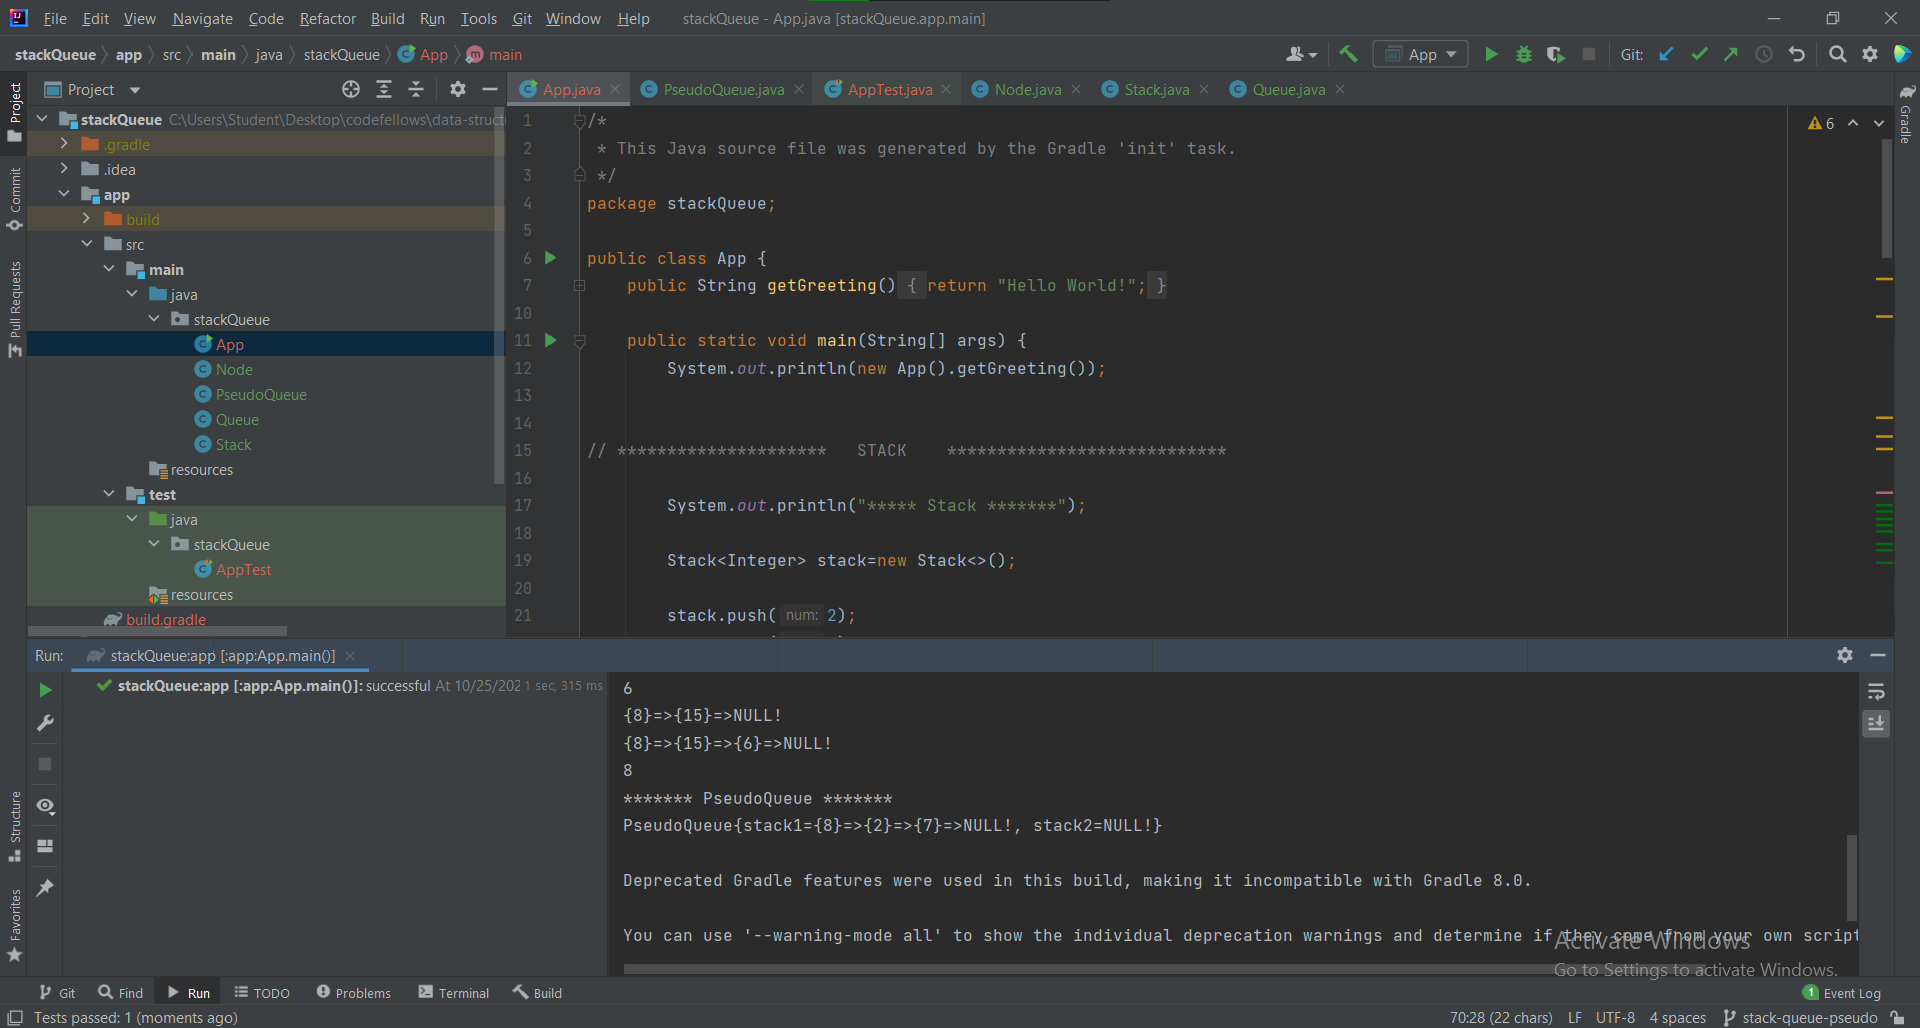 File Edit View Navigate Code Refactor Build Run Tools Git Window Help stackQueue - App.java [stackQueue.app.main]
stackQueue app src main java stackQueue App main
App
Git:
Project
App.java PseudoQueue.java AppTest.java Node.java Stack.java Queue.java
Project
Commit
Pull Requests
Structure
Favorites
Gradle
stackQueue C:\Users\Student\Desktop\codefellows\data-struct
.gradle
.idea
app
build
src
main
java
stackQueue
App
Node
PseudoQueue
Queue
Stack
resources
test
java
stackQueue
AppTest
resources
build.gradle
6
1 /*
2 * This Java source file was generated by the Gradle 'init' task.
3 */
4 package stackQueue;
5
6 public class App {
7 public String getGreeting() { return "Hello World!"; }
10
11 public static void main(String[] args) {
12 System.out.println(new App().getGreeting());
13
14
15 // ********************* STACK ****************************
16
17 System.out.println("***** Stack *******");
18
19 Stack<Integer> stack=new Stack<>();
20
21 stack.push( num: 2);
Run: stackQueue:app [:app:App.main()]
stackQueue:app [:app:App.main()]: successful At 10/25/202 1 sec, 315 ms
6
{8}=>{15}=>NULL!
{8}=>{15}=>{6}=>NULL!
8
******* PseudoQueue *******
PseudoQueue{stack1={8}=>{2}=>{7}=>NULL!, stack2=NULL!}
Deprecated Gradle features were used in this build, making it incompatible with Gradle 8.0.
You can use '--warning-mode all' to show the individual deprecation warnings and determine if they come from your own script
Activate Windows
Go to Settings to activate Windows.
Git Find Run TODO Problems Terminal Build
1 Event Log
Tests passed: 1 (moments ago)
70:28 (22 chars) LF UTF-8 4 spaces stack-queue-pseudo